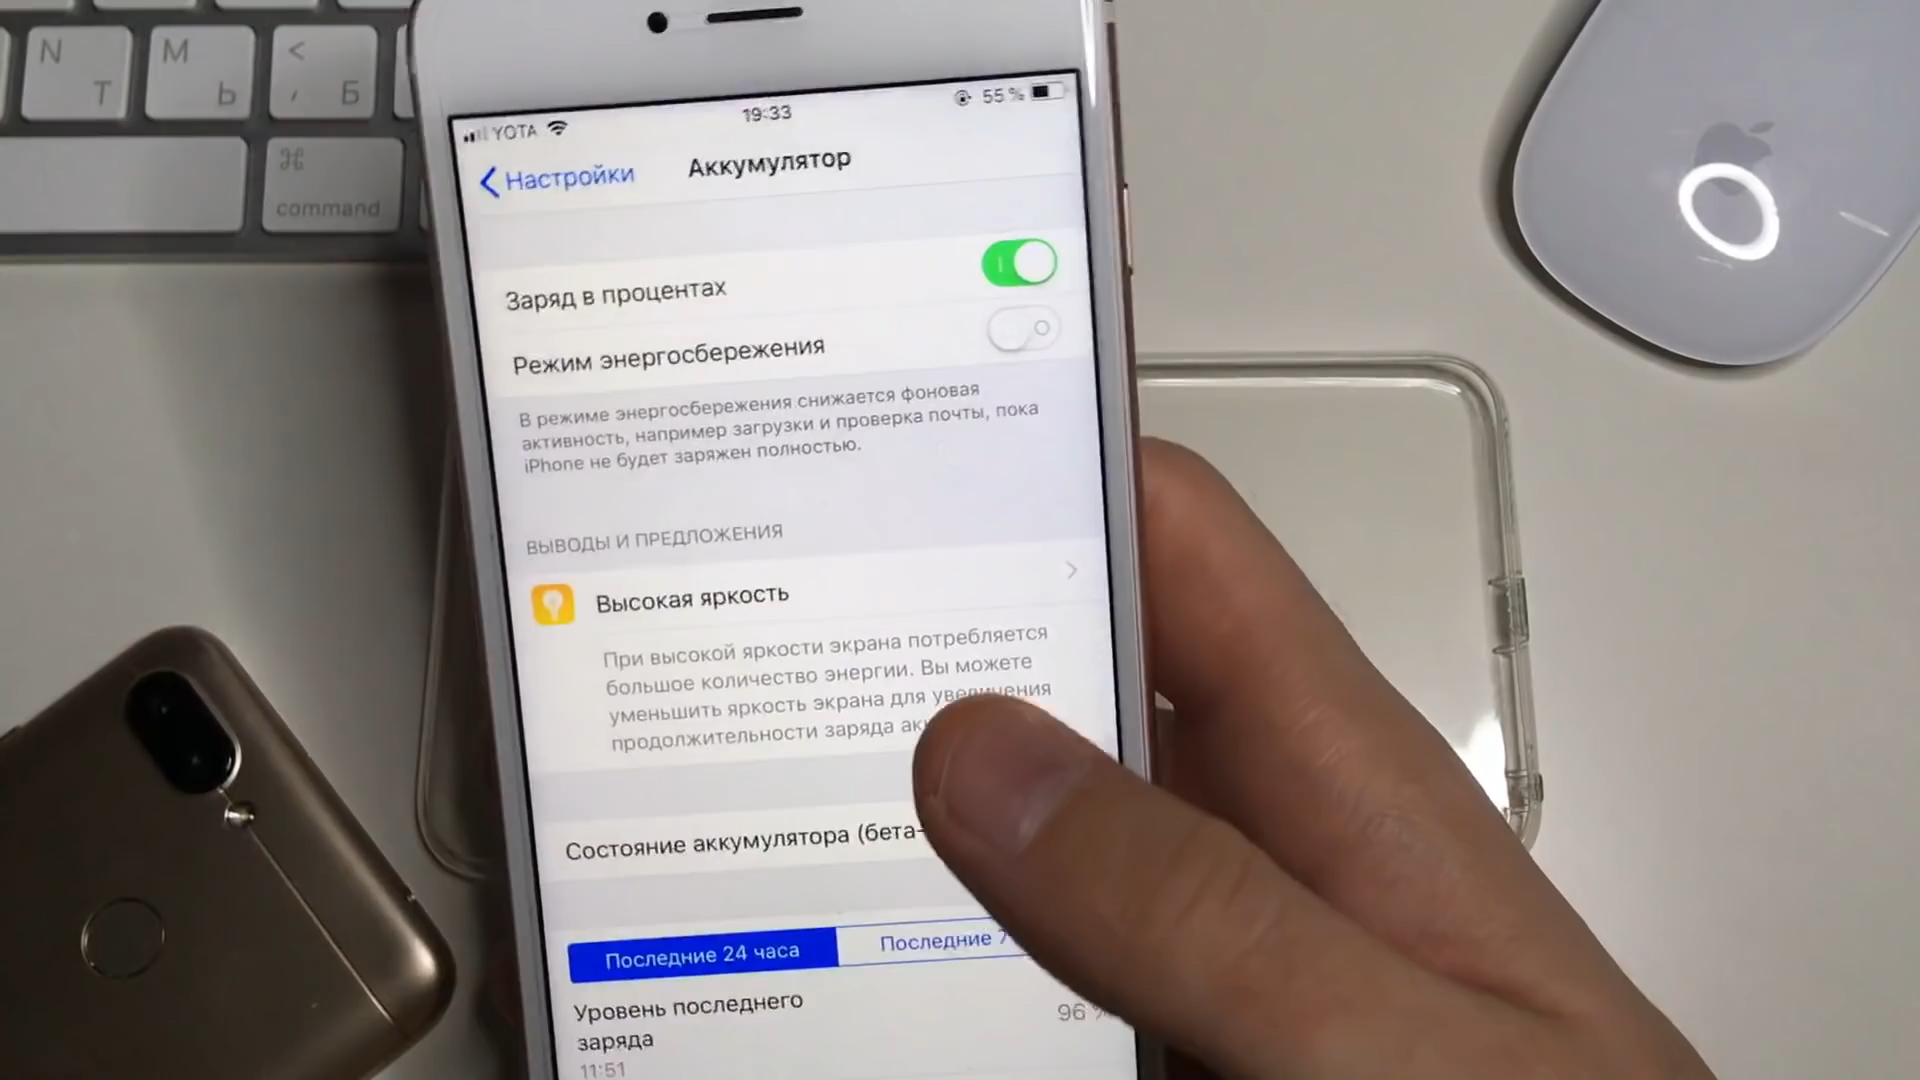 N
Т
M
Ь
<
,
Б
⌘
command
YOTA
19:33
55 %
Настройки
Аккумулятор
Заряд в процентах
Режим энергосбережения
В режиме энергосбережения снижается фоновая
активность, например загрузки и проверка почты, пока
iPhone не будет заряжен полностью.
ВЫВОДЫ И ПРЕДЛОЖЕНИЯ
Высокая яркость
При высокой яркости экрана потребляется
большое количество энергии. Вы можете
уменьшить яркость экрана для увеличения
продолжительности заряда
Состояние аккумулятора (бета-
Последние 24 часа
Последние 7
Уровень последнего
96 %
заряда
11:51